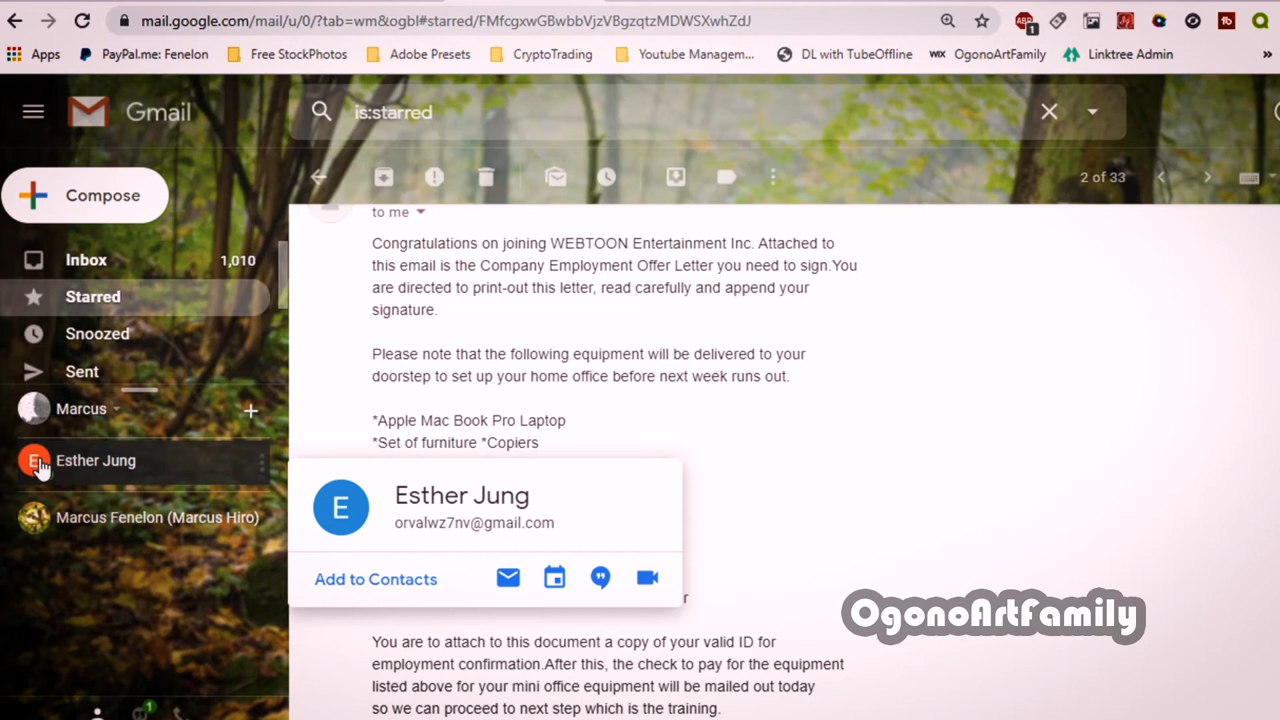 mail.google.com/mail/u/0/?tab=wm&ogbl#starred/FMfcgxwGBwbbVjzVBgzqtzMDWSXwhZdJ
ABP
1
tb
Apps
PayPal.me: Fenelon
Free StockPhotos
Adobe Presets
CryptoTrading
Youtube Managem...
DL with TubeOffline
WIX OgonoArtFamily
Linktree Admin
»
Gmail
is:starred
Compose
2 of 33
to me
Inbox 1,010
Starred
Snoozed
Sent
Marcus
E Esther Jung
Marcus Fenelon (Marcus Hiro)
1
Congratulations on joining WEBTOON Entertainment Inc. Attached to
this email is the Company Employment Offer Letter you need to sign.You
are directed to print-out this letter, read carefully and append your
signature.
Please note that the following equipment will be delivered to your
doorstep to set up your home office before next week runs out.
*Apple Mac Book Pro Laptop
*Set of furniture *Copiers
E
Esther Jung
orvalwz7nv@gmail.com
Add to Contacts
r
OgonoArtFamily
You are to attach to this document a copy of your valid ID for
employment confirmation.After this, the check to pay for the equipment
listed above for your mini office equipment will be mailed out today
so we can proceed to next step which is the training.